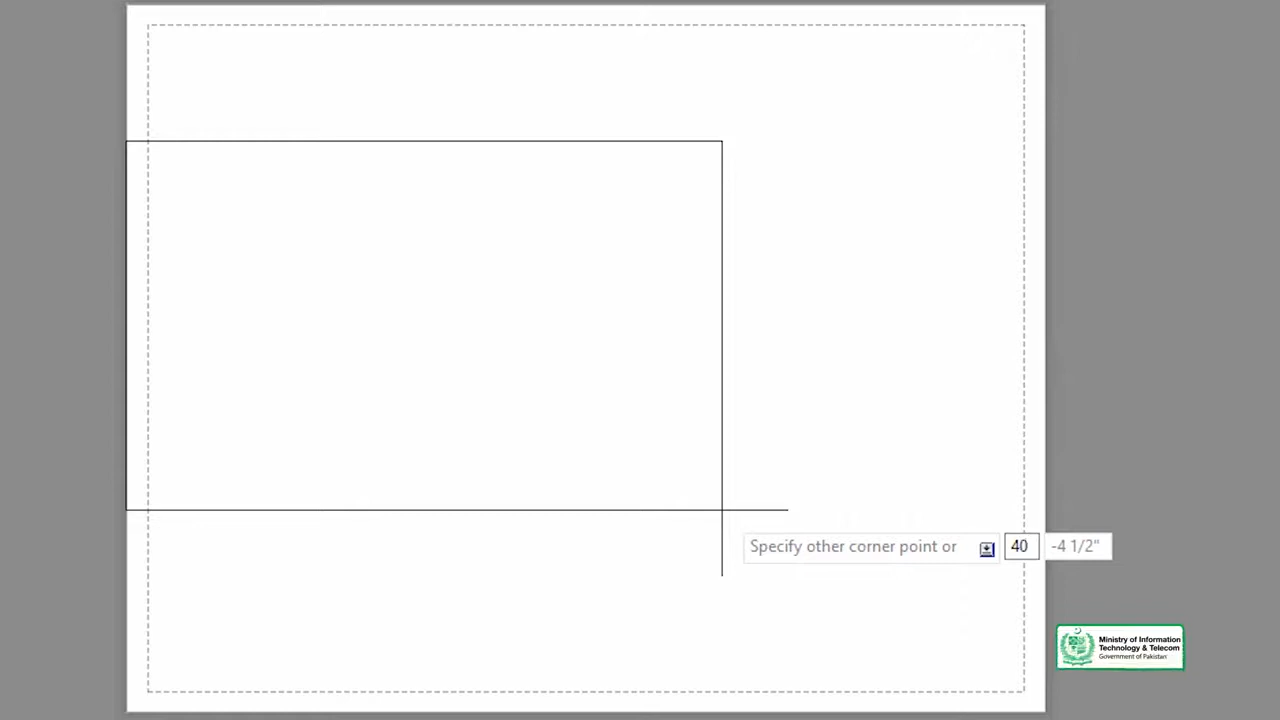 Specify other corner point or 40 -4 1/2"
Ministry of Information
Technology & Telecom
Government of Pakistan